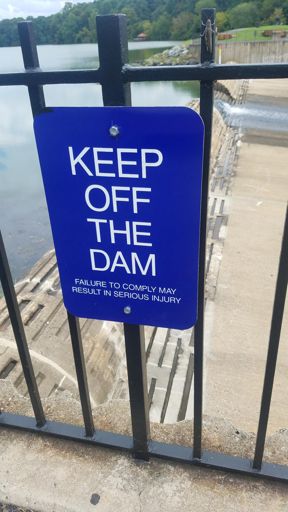 KEEP
OFF
THE
DAM
FAILURE TO COMPLY MAY
RESULT IN SERIOUS INJURY